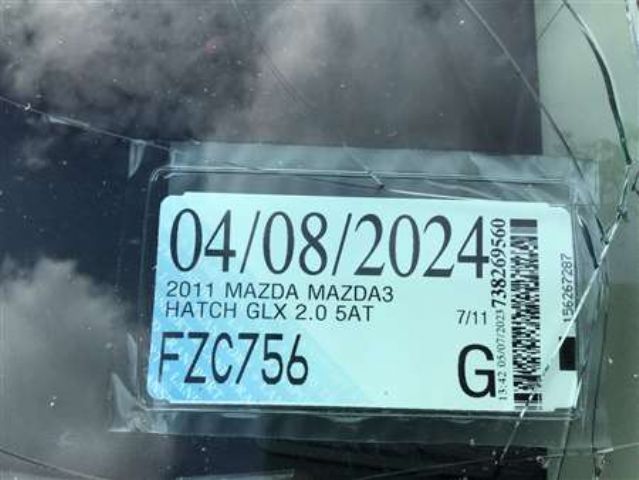 04/08/2024
2011 MAZDA MAZDA3
HATCH GLX 2.0 5AT
7/11
FZC756
G
13:42 05/07/2023
738269560
156267287